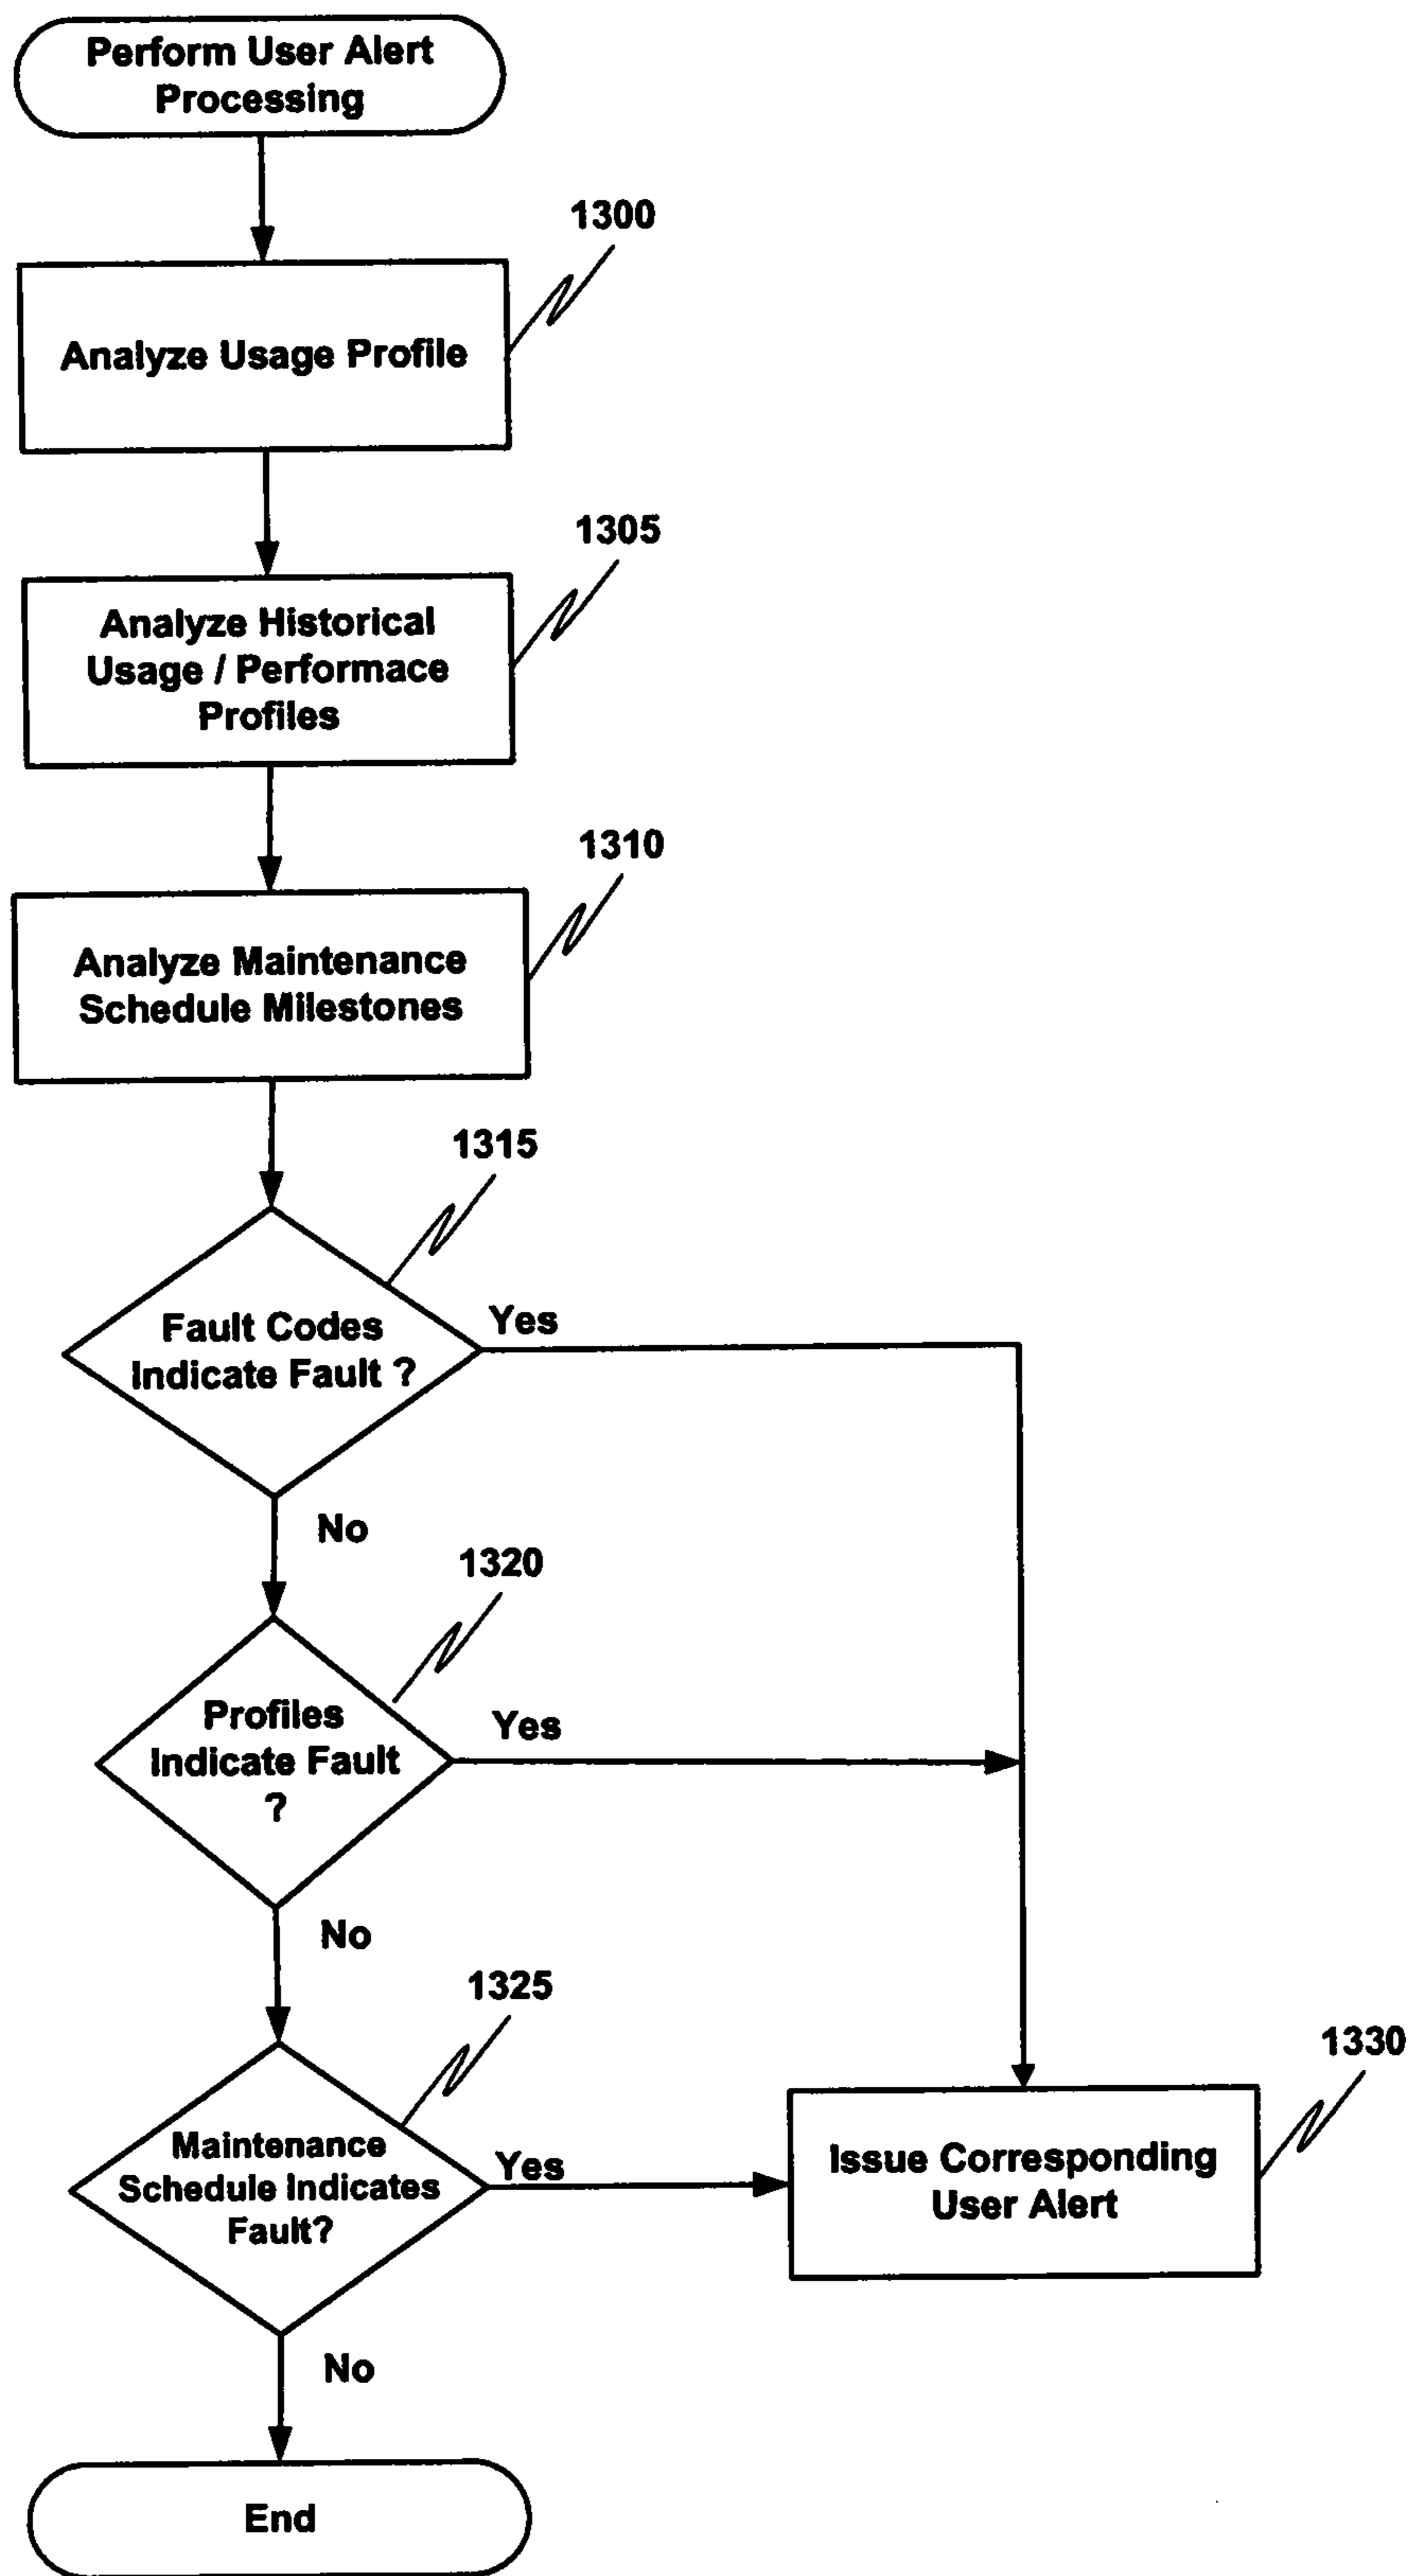 Perform User Alert
Processing
1300
Analyze Usage Profile
1305
Analyze Historical
Usage / Performace
Profiles
1310
Analyze Maintenance
Schedule Milestones
1315
Fault Codes
Indicate Fault ?
Yes
No
1320
Profiles
Indicate Fault
?
Yes
No
1325
Maintenance
Schedule Indicates
Fault?
Yes
1330
Issue Corresponding
User Alert
No
End